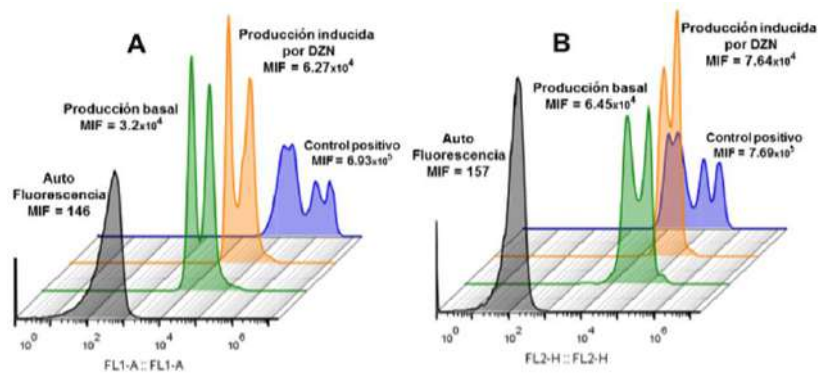 A
Producción inducida
por DZN
MIF = 6.27x10⁴
Producción basal
MIF = 3.2x10⁴
Control positivo
MIF = 6.93x10⁵
Auto
Fluorescencia
MIF = 146
10⁰ 10² 10⁴ 10⁶
FL1-A :: FL1-A
B
Producción inducida
por DZN
MIF = 7.64x10⁴
Producción basal
MIF = 6.45x10⁴
Control positivo
MIF = 7.69x10⁵
Auto
Fluorescencia
MIF = 157
10⁰ 10² 10⁴ 10⁶
FL2-H :: FL2-H